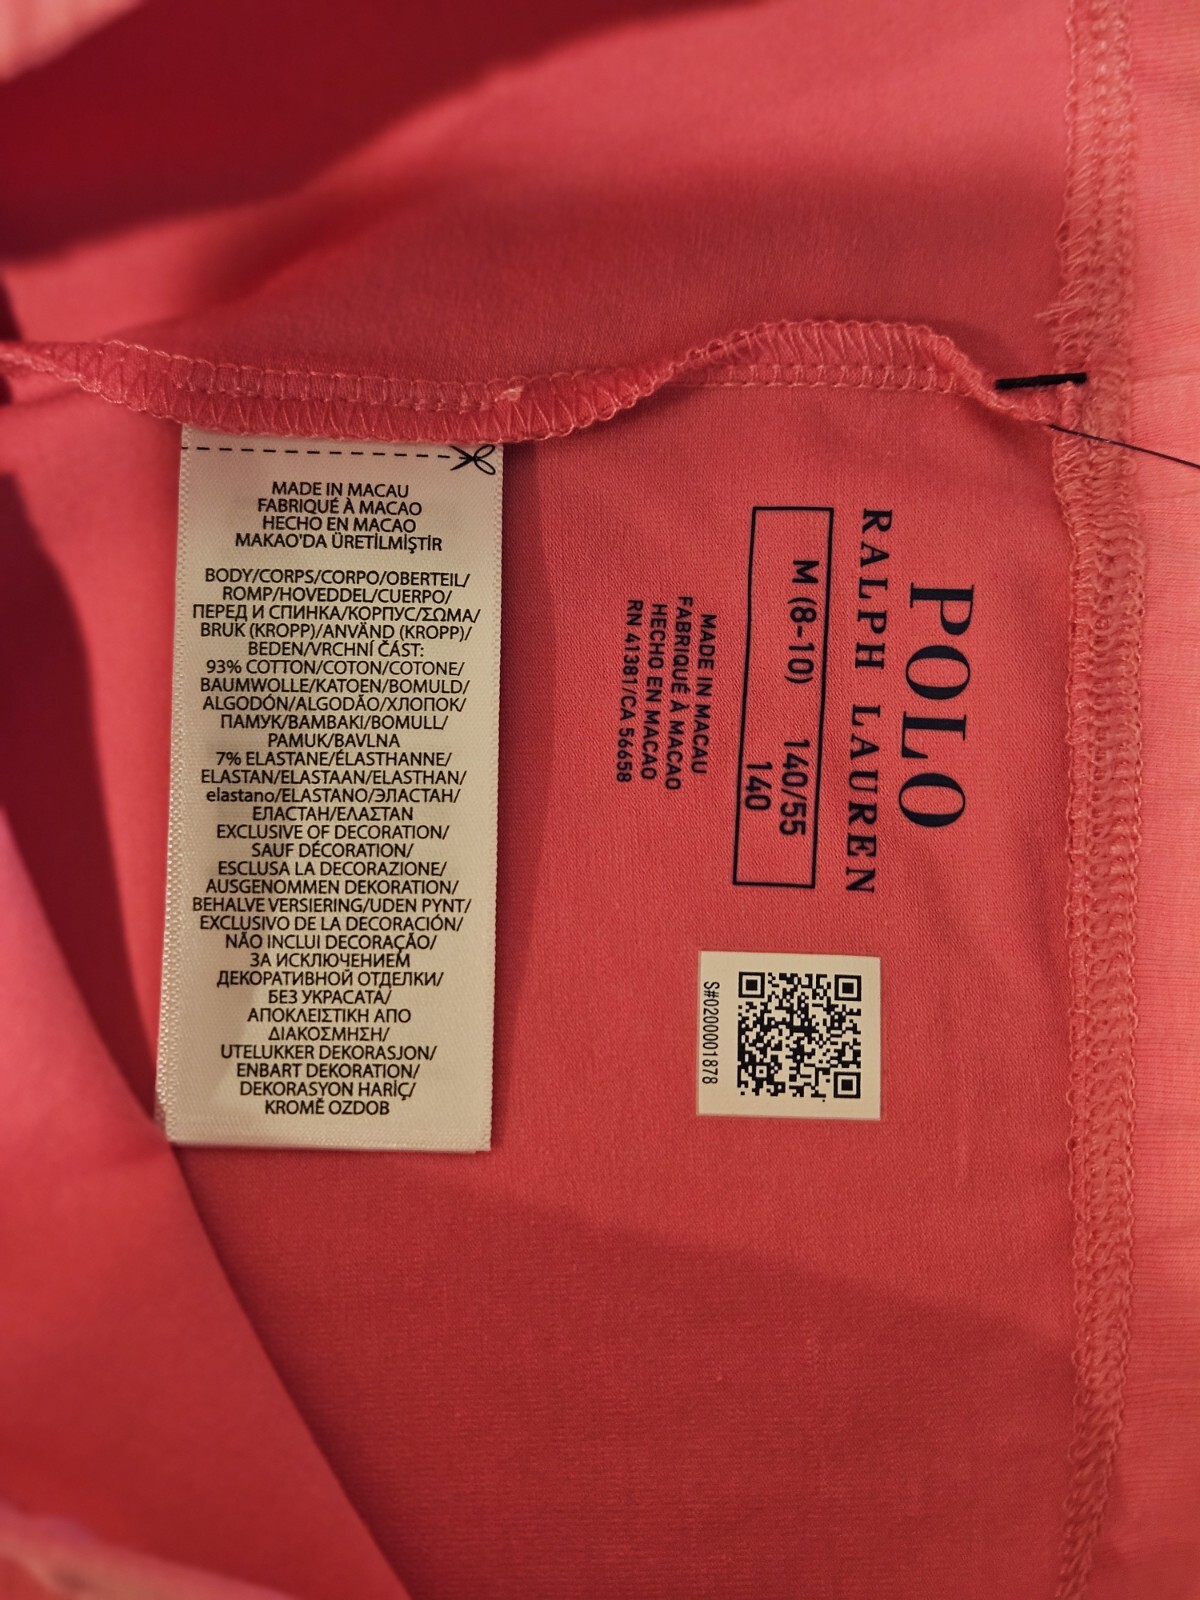 MADE IN MACAU
FABRIQUÉ À MACAO
HECHO EN MACAO
MAKAO'DA ÜRETİLMİŞTİR
BODY/CORPS/CORPO/OBERTEIL/
ROMP/HOVEDDEL/CUERPO/
ПЕРЕД И СПИНКА/КОРПУС/ΣΩΜΑ/
BRUK (KROPP)/ANVÄND (KROPP)/
BEDEN/VRCHNÍ ČÁST:
93% COTTON/COTON/COTONE/
BAUMWOLLE/KATOEN/BOMULD/
ALGODÓN/ALGODÃO/ХЛОПОК/
ПАМУК/ΒΑΜΒΑΚΙ/BOMULL/
PAMUK/BAVLNA
7% ELASTANE/ÉLASTHANNE/
ELASTAN/ELASTAAN/ELASTHAN/
elastano/ELASTANO/ЭЛАСТАН/
ЕЛАСТАН/ΕΛΑΣΤΑΝ
EXCLUSIVE OF DECORATION/
SAUF DÉCORATION/
ESCLUSA LA DECORAZIONE/
AUSGENOMMEN DEKORATION/
BEHALVE VERSIERING/UDEN PYNT/
EXCLUSIVO DE LA DECORACIÓN/
NÃO INCLUI DECORAÇÃO/
ЗА ИСКЛЮЧЕНИЕМ
ДЕКОРАТИВНОЙ ОТДЕЛКИ/
БЕЗ УКРАСАТА/
ΑΠΟΚΛΕΙΣΤΙΚΗ ΑΠΟ
ΔΙΑΚΟΣΜΗΣΗ/
UTELUKKER DEKORASJON/
ENBART DEKORATION/
DEKORASYON HARİÇ/
KROMĚ OZDOB
POLO
RALPH LAUREN
M (8-10) 140/55
140
MADE IN MACAU
FABRIQUÉ À MACAO
HECHO EN MACAO
RN 41381/CA 56658
S#0200001878